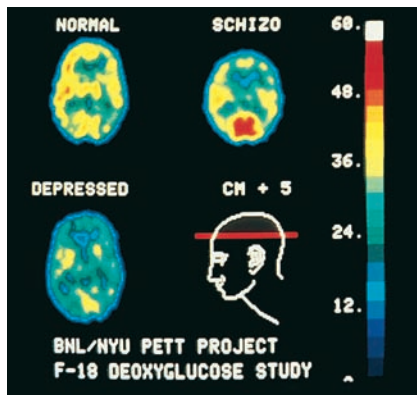 NORMAL
SCHIZO
60.
48.
36.
DEPRESSED
CM + 5
24.
12.
BNL/NYU PETT PROJECT
F-18 DEOXYGLUCOSE STUDY